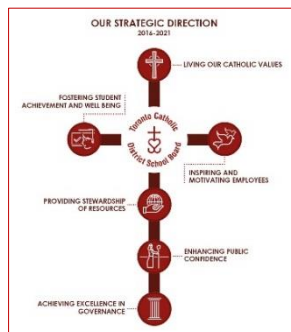 OUR STRATEGIC DIRECTION
2016-2021
LIVING OUR CATHOLIC VALUES
FOSTERING STUDENT
ACHIEVEMENT AND WELL BEING
Toronto Catholic
District School Board
INSPIRING AND
MOTIVATING EMPLOYEES
PROVIDING STEWARDSHIP
OF RESOURCES
ENHANCING PUBLIC
CONFIDENCE
ACHIEVING EXCELLENCE IN
GOVERNANCE